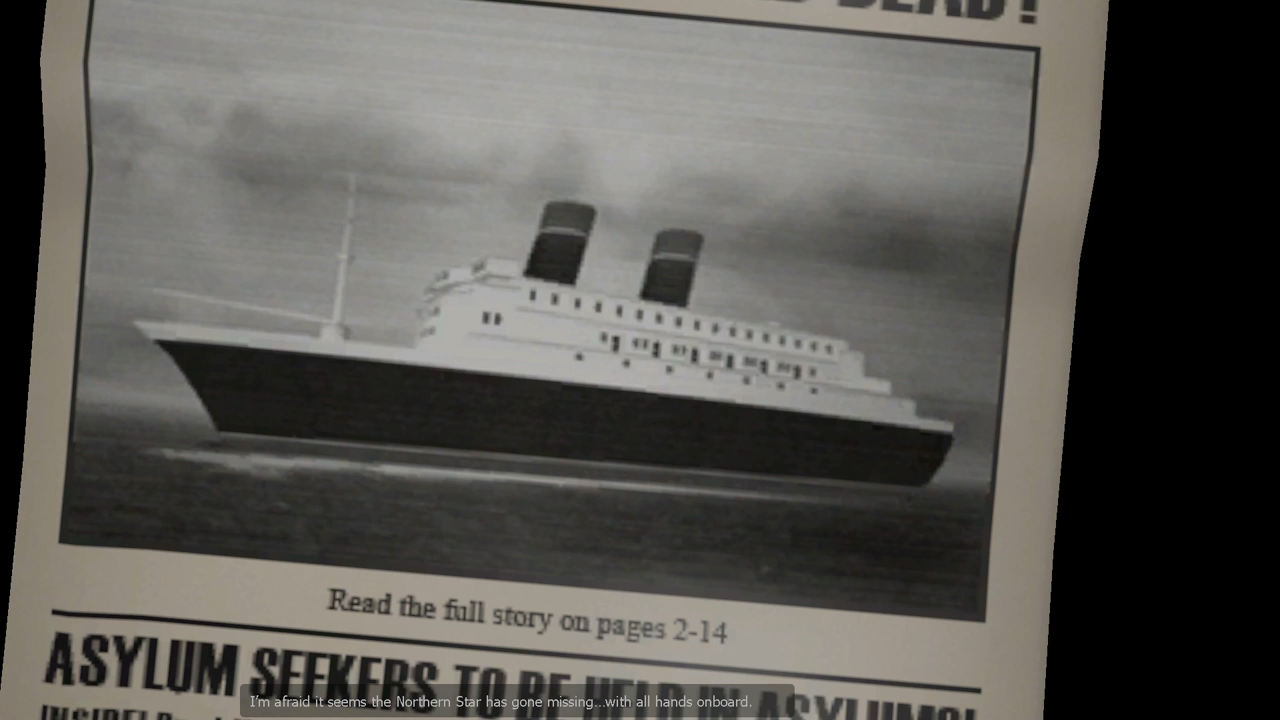 DEAD!
Read the full story on pages 2-14
ASYLUM SEEKERS TO BE HELD IN ASYLUMS!
I'm afraid it seems the Northern Star has gone missing...with all hands onboard.